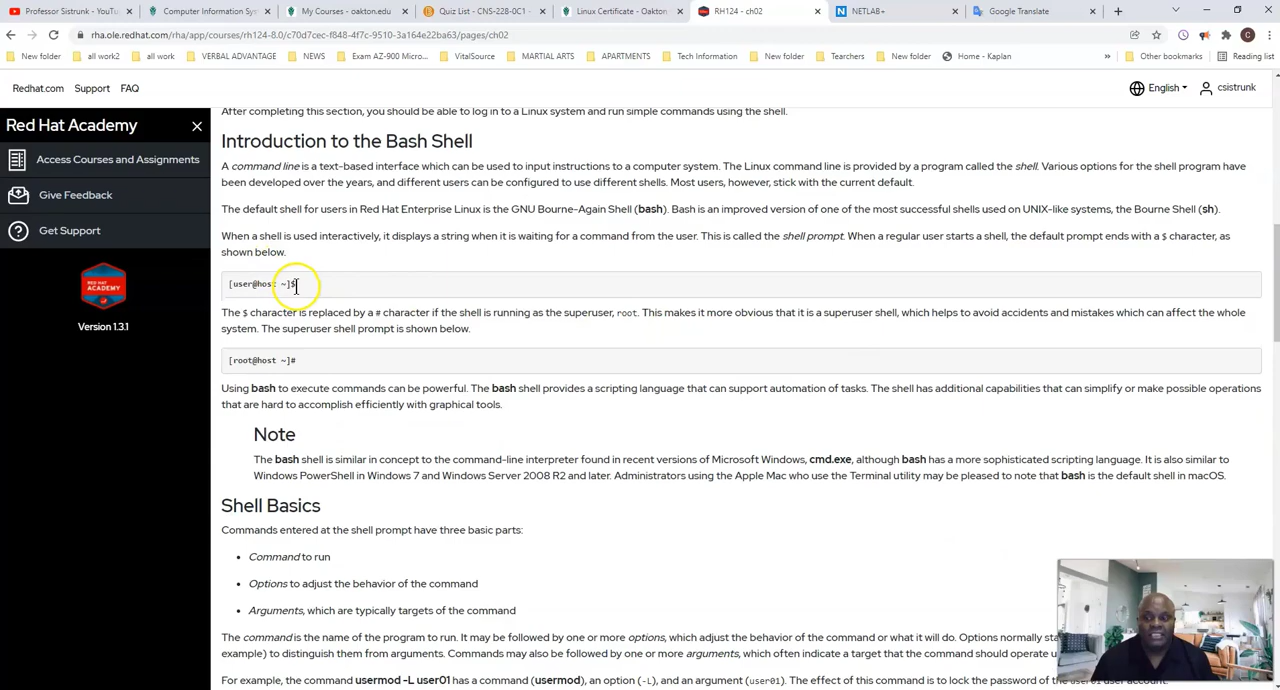 Professor Sistrunk - YouTu
Computer Information Sys
My Courses - oakton.edu
Quiz List - CNS-228-0C1 -
Linux Certificate - Oakton
RH124 - ch02
NETLAB+
Google Translate
rha.ole.redhat.com/rha/app/courses/rh124-8.0/c70d7cec-f848-4f7c-9510-3a164e22ba63/pages/ch02
New folder
all work2
all work
VERBAL ADVANTAGE
NEWS
Exam AZ-900 Micro...
VitalSource
MARTIAL ARTS
APARTMENTS
Tech Information
New folder
Tearchers
New folder
Home - Kaplan
»
Other bookmarks
Reading list
Redhat.com Support FAQ
English
csistrunk
Red Hat Academy
Access Courses and Assignments
Give Feedback
Get Support
RED HAT
ACADEMY
Version 1.3.1
After completing this section, you should be able to log in to a Linux system and run simple commands using the shell.
Introduction to the Bash Shell
A command line is a text-based interface which can be used to input instructions to a computer system. The Linux command line is provided by a program called the shell. Various options for the shell program have
been developed over the years, and different users can be configured to use different shells. Most users, however, stick with the current default.
The default shell for users in Red Hat Enterprise Linux is the GNU Bourne-Again Shell (bash). Bash is an improved version of one of the most successful shells used on UNIX-like systems, the Bourne Shell (sh).
When a shell is used interactively, it displays a string when it is waiting for a command from the user. This is called the shell prompt. When a regular user starts a shell, the default prompt ends with a $ character, as
shown below.
[user@host ~]$
The $ character is replaced by a # character if the shell is running as the superuser, root. This makes it more obvious that it is a superuser shell, which helps to avoid accidents and mistakes which can affect the whole
system. The superuser shell prompt is shown below.
[root@host ~]#
Using bash to execute commands can be powerful. The bash shell provides a scripting language that can support automation of tasks. The shell has additional capabilities that can simplify or make possible operations
that are hard to accomplish efficiently with graphical tools.
Note
The bash shell is similar in concept to the command-line interpreter found in recent versions of Microsoft Windows, cmd.exe, although bash has a more sophisticated scripting language. It is also similar to
Windows PowerShell in Windows 7 and Windows Server 2008 R2 and later. Administrators using the Apple Mac who use the Terminal utility may be pleased to note that bash is the default shell in macOS.
Shell Basics
Commands entered at the shell prompt have three basic parts:
• Command to run
• Options to adjust the behavior of the command
• Arguments, which are typically targets of the command
The command is the name of the program to run. It may be followed by one or more options, which adjust the behavior of the command or what it will do. Options normally sta
example) to distinguish them from arguments. Commands may also be followed by one or more arguments, which often indicate a target that the command should operate u
For example, the command usermod -L user01 has a command (usermod), an option (-L), and an argument (user01). The effect of this command is to lock the password of the user01 user account.